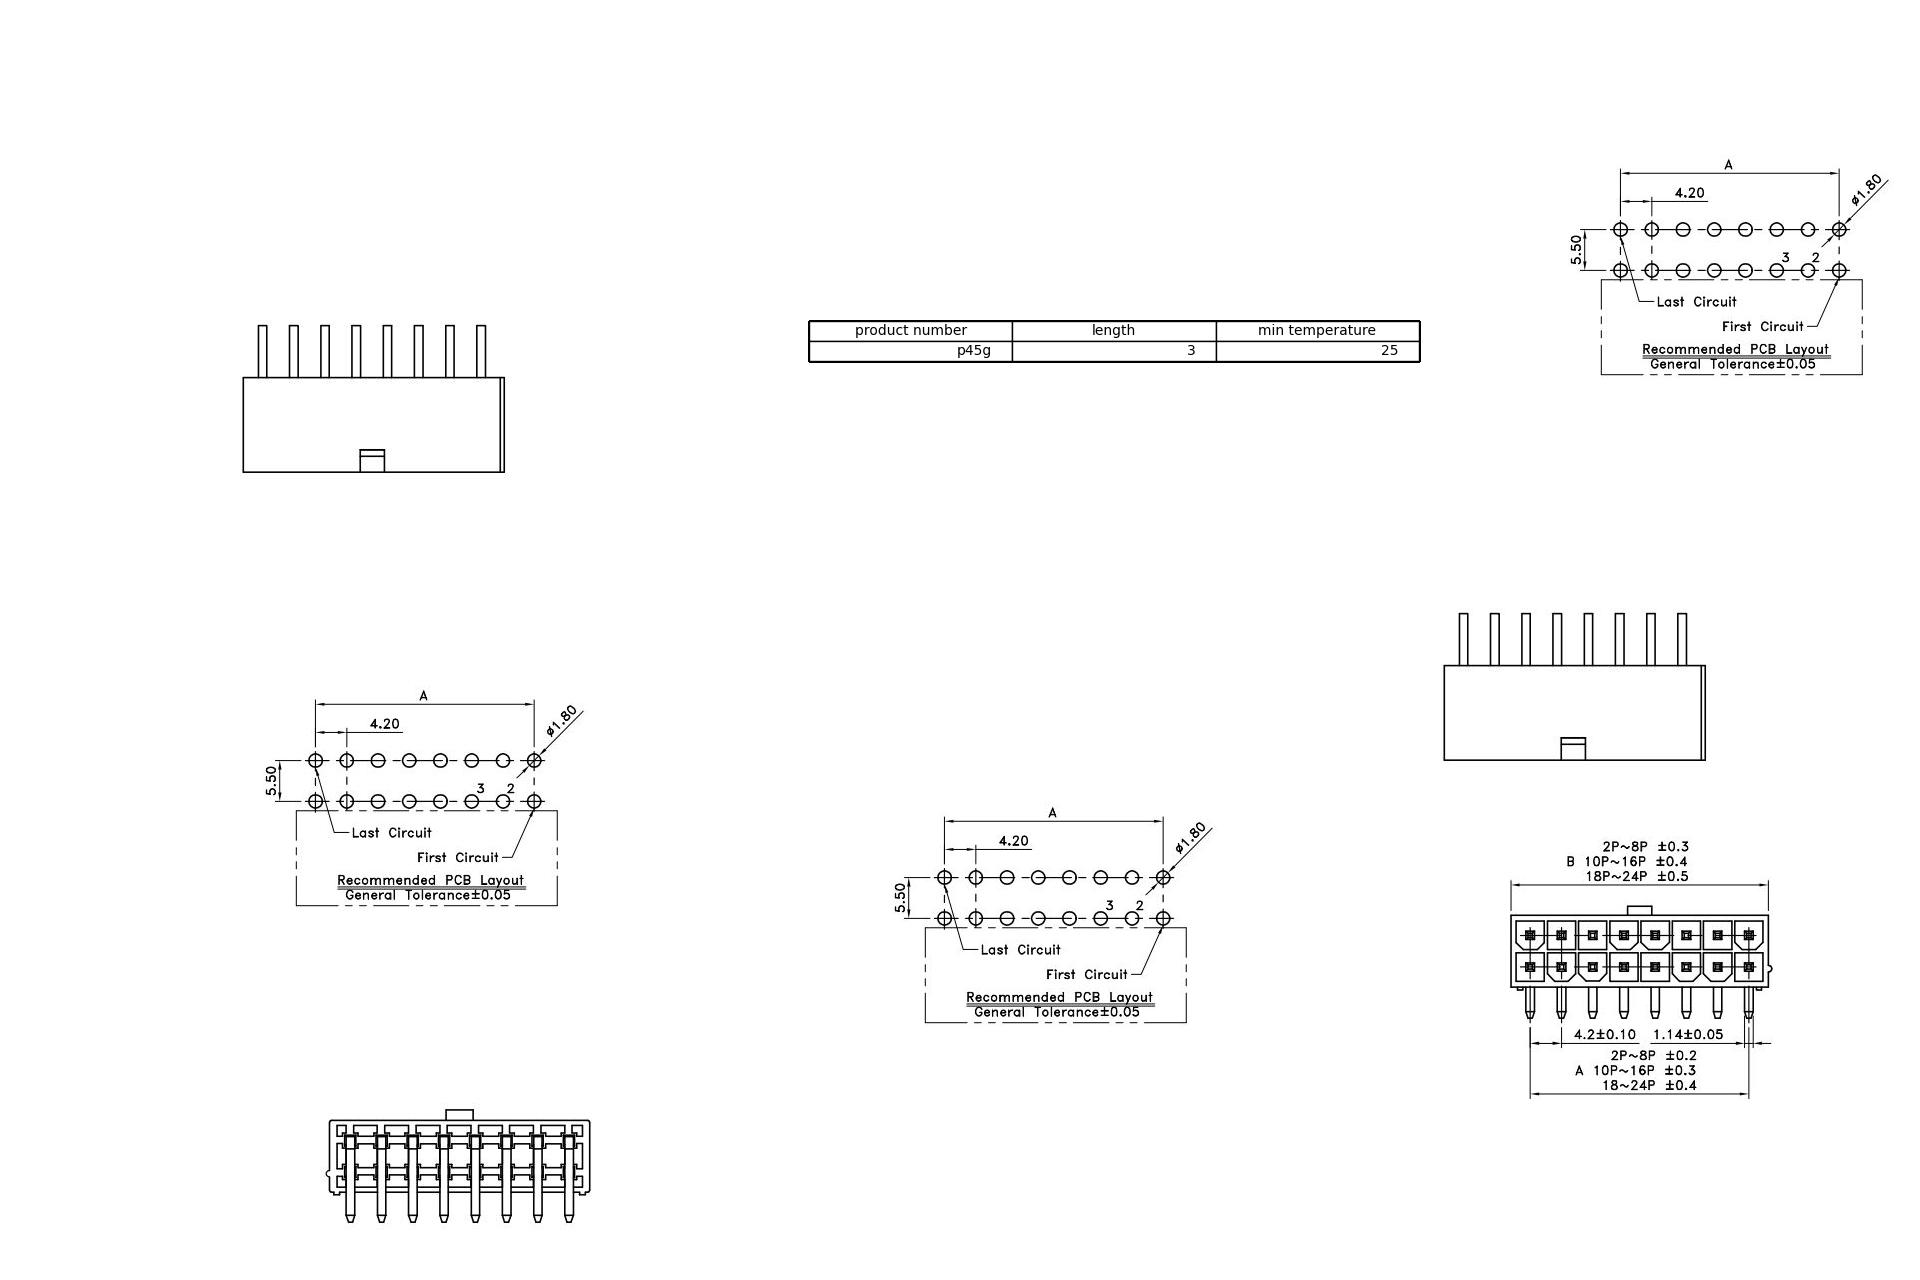 A
4.20
ø1.80
5.50
3 2
Last Circuit
First Circuit
Recommended PCB Layout
General Tolerance±0.05
product number length min temperature
p45g 3 25
A
4.20
ø1.80
5.50
3 2
Last Circuit
First Circuit
Recommended PCB Layout
General Tolerance±0.05
A
4.20
ø1.80
5.50
3 2
Last Circuit
First Circuit
Recommended PCB Layout
General Tolerance±0.05
2P~8P ±0.3
B 10P~16P ±0.4
18P~24P ±0.5
4.2±0.10 1.14±0.05
2P~8P ±0.2
A 10P~16P ±0.3
18~24P ±0.4